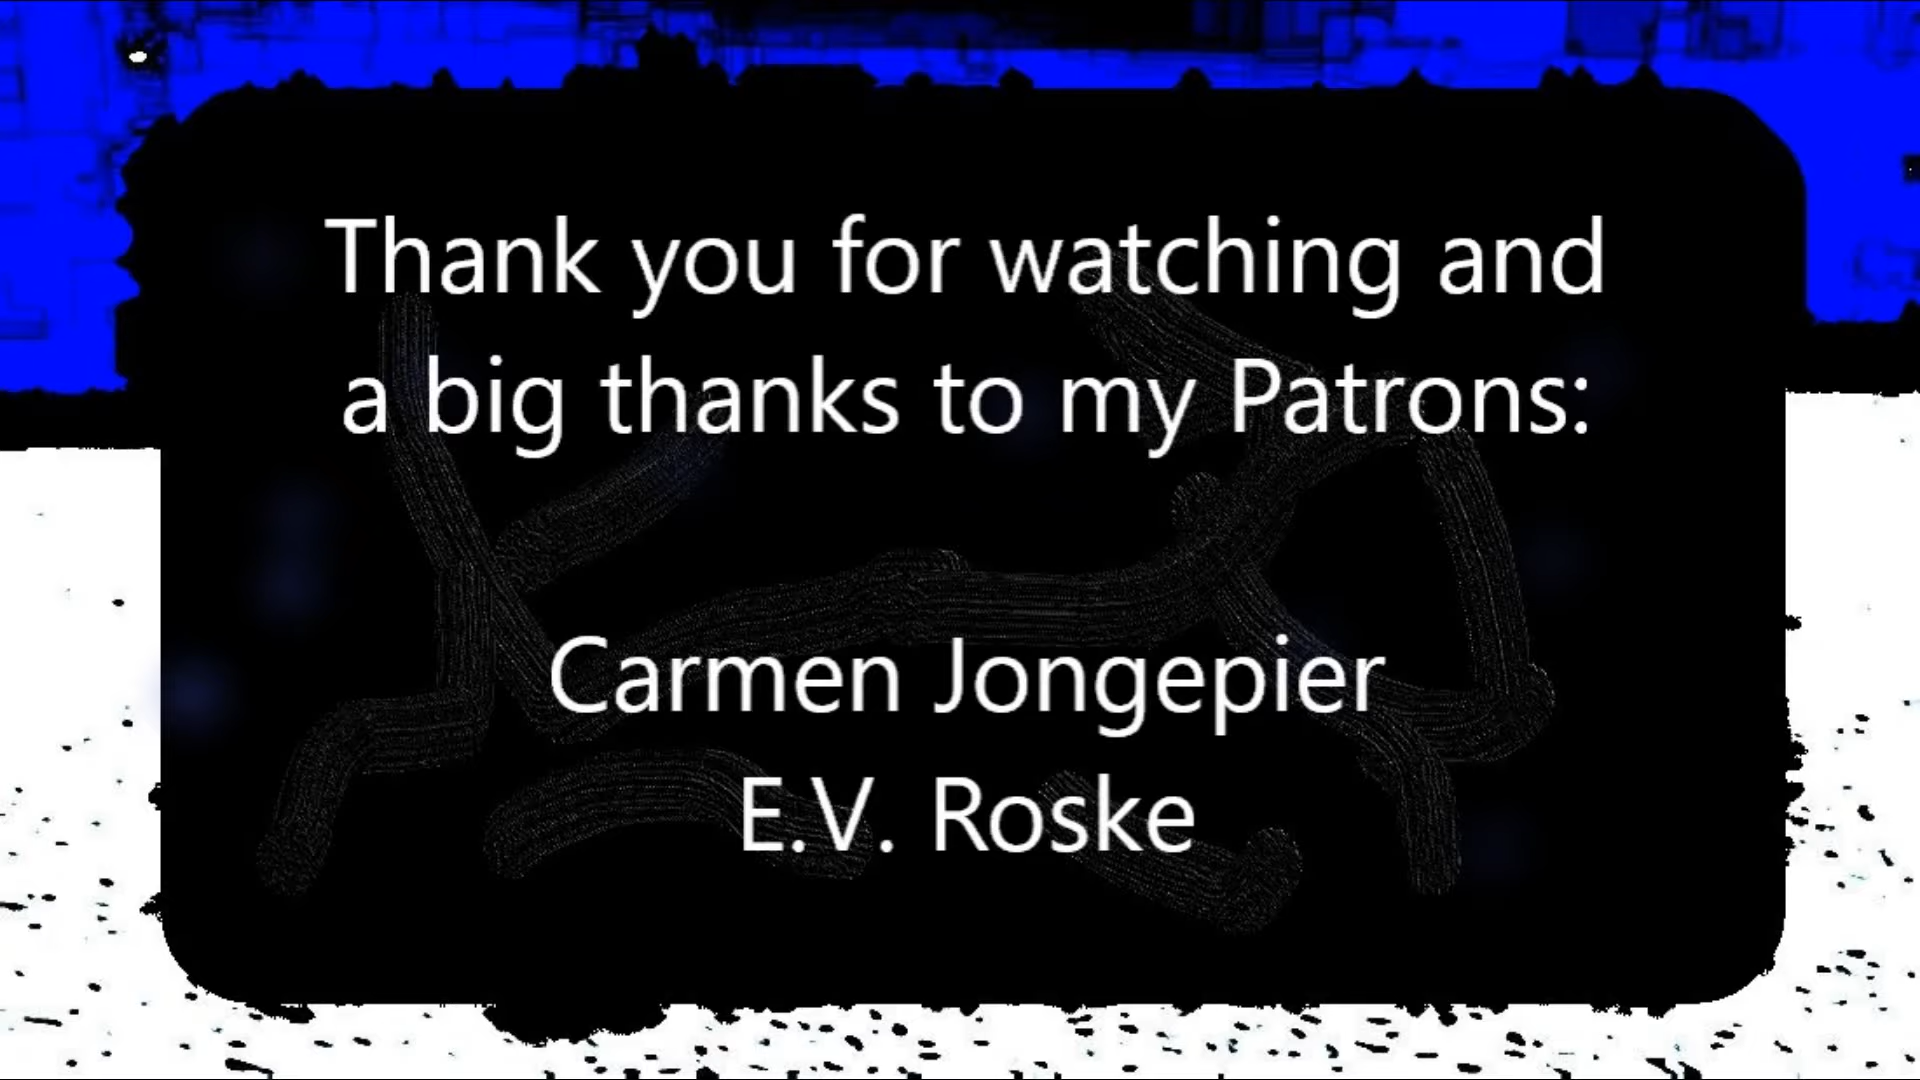 Thank you for watching and
a big thanks to my Patrons:
Carmen Jongepier
E.V. Roske